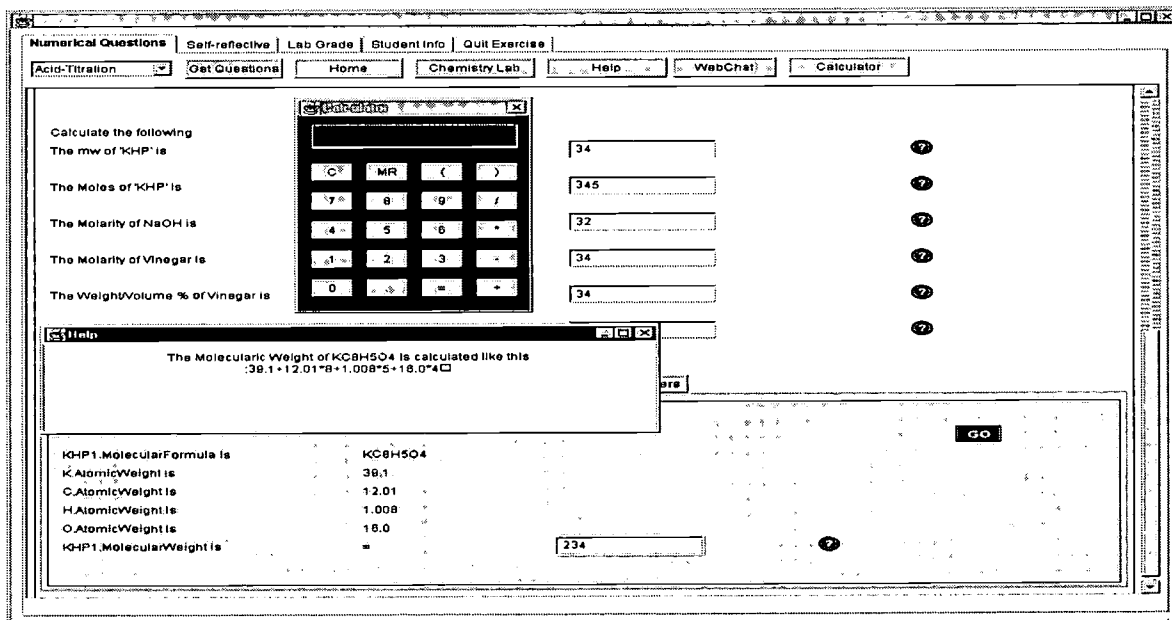 Numerical Questions Self-reflective Lab Grade Student Info Quit Exercise
Acid-Titration Get Questions Home Chemistry Lab Help WebChat Calculator
Calculator
Calculate the following
The mw of 'KHP' is 34 ?
C MR ( )
The Moles of 'KHP' is 345 ?
7 8 9 /
The Molarity of NaOH is 32 ?
4 5 6 *
The Molarity of Vinegar is 34 ?
1 2 3 -
The Weight/Volume % of Vinegar is 34 ?
0 . = +
?
Help
The Molecularic Weight of KC8H5O4 is calculated like this
:39.1+12.01*8+1.008*5+16.0*4
ers
GO
KHP1.MolecularFormula is KC8H5O4
K.AtomicWeight is 39.1
C.AtomicWeight is 12.01
H.AtomicWeight is 1.008
O.AtomicWeight is 16.0
KHP1.MolecularWeight is = 234 ?